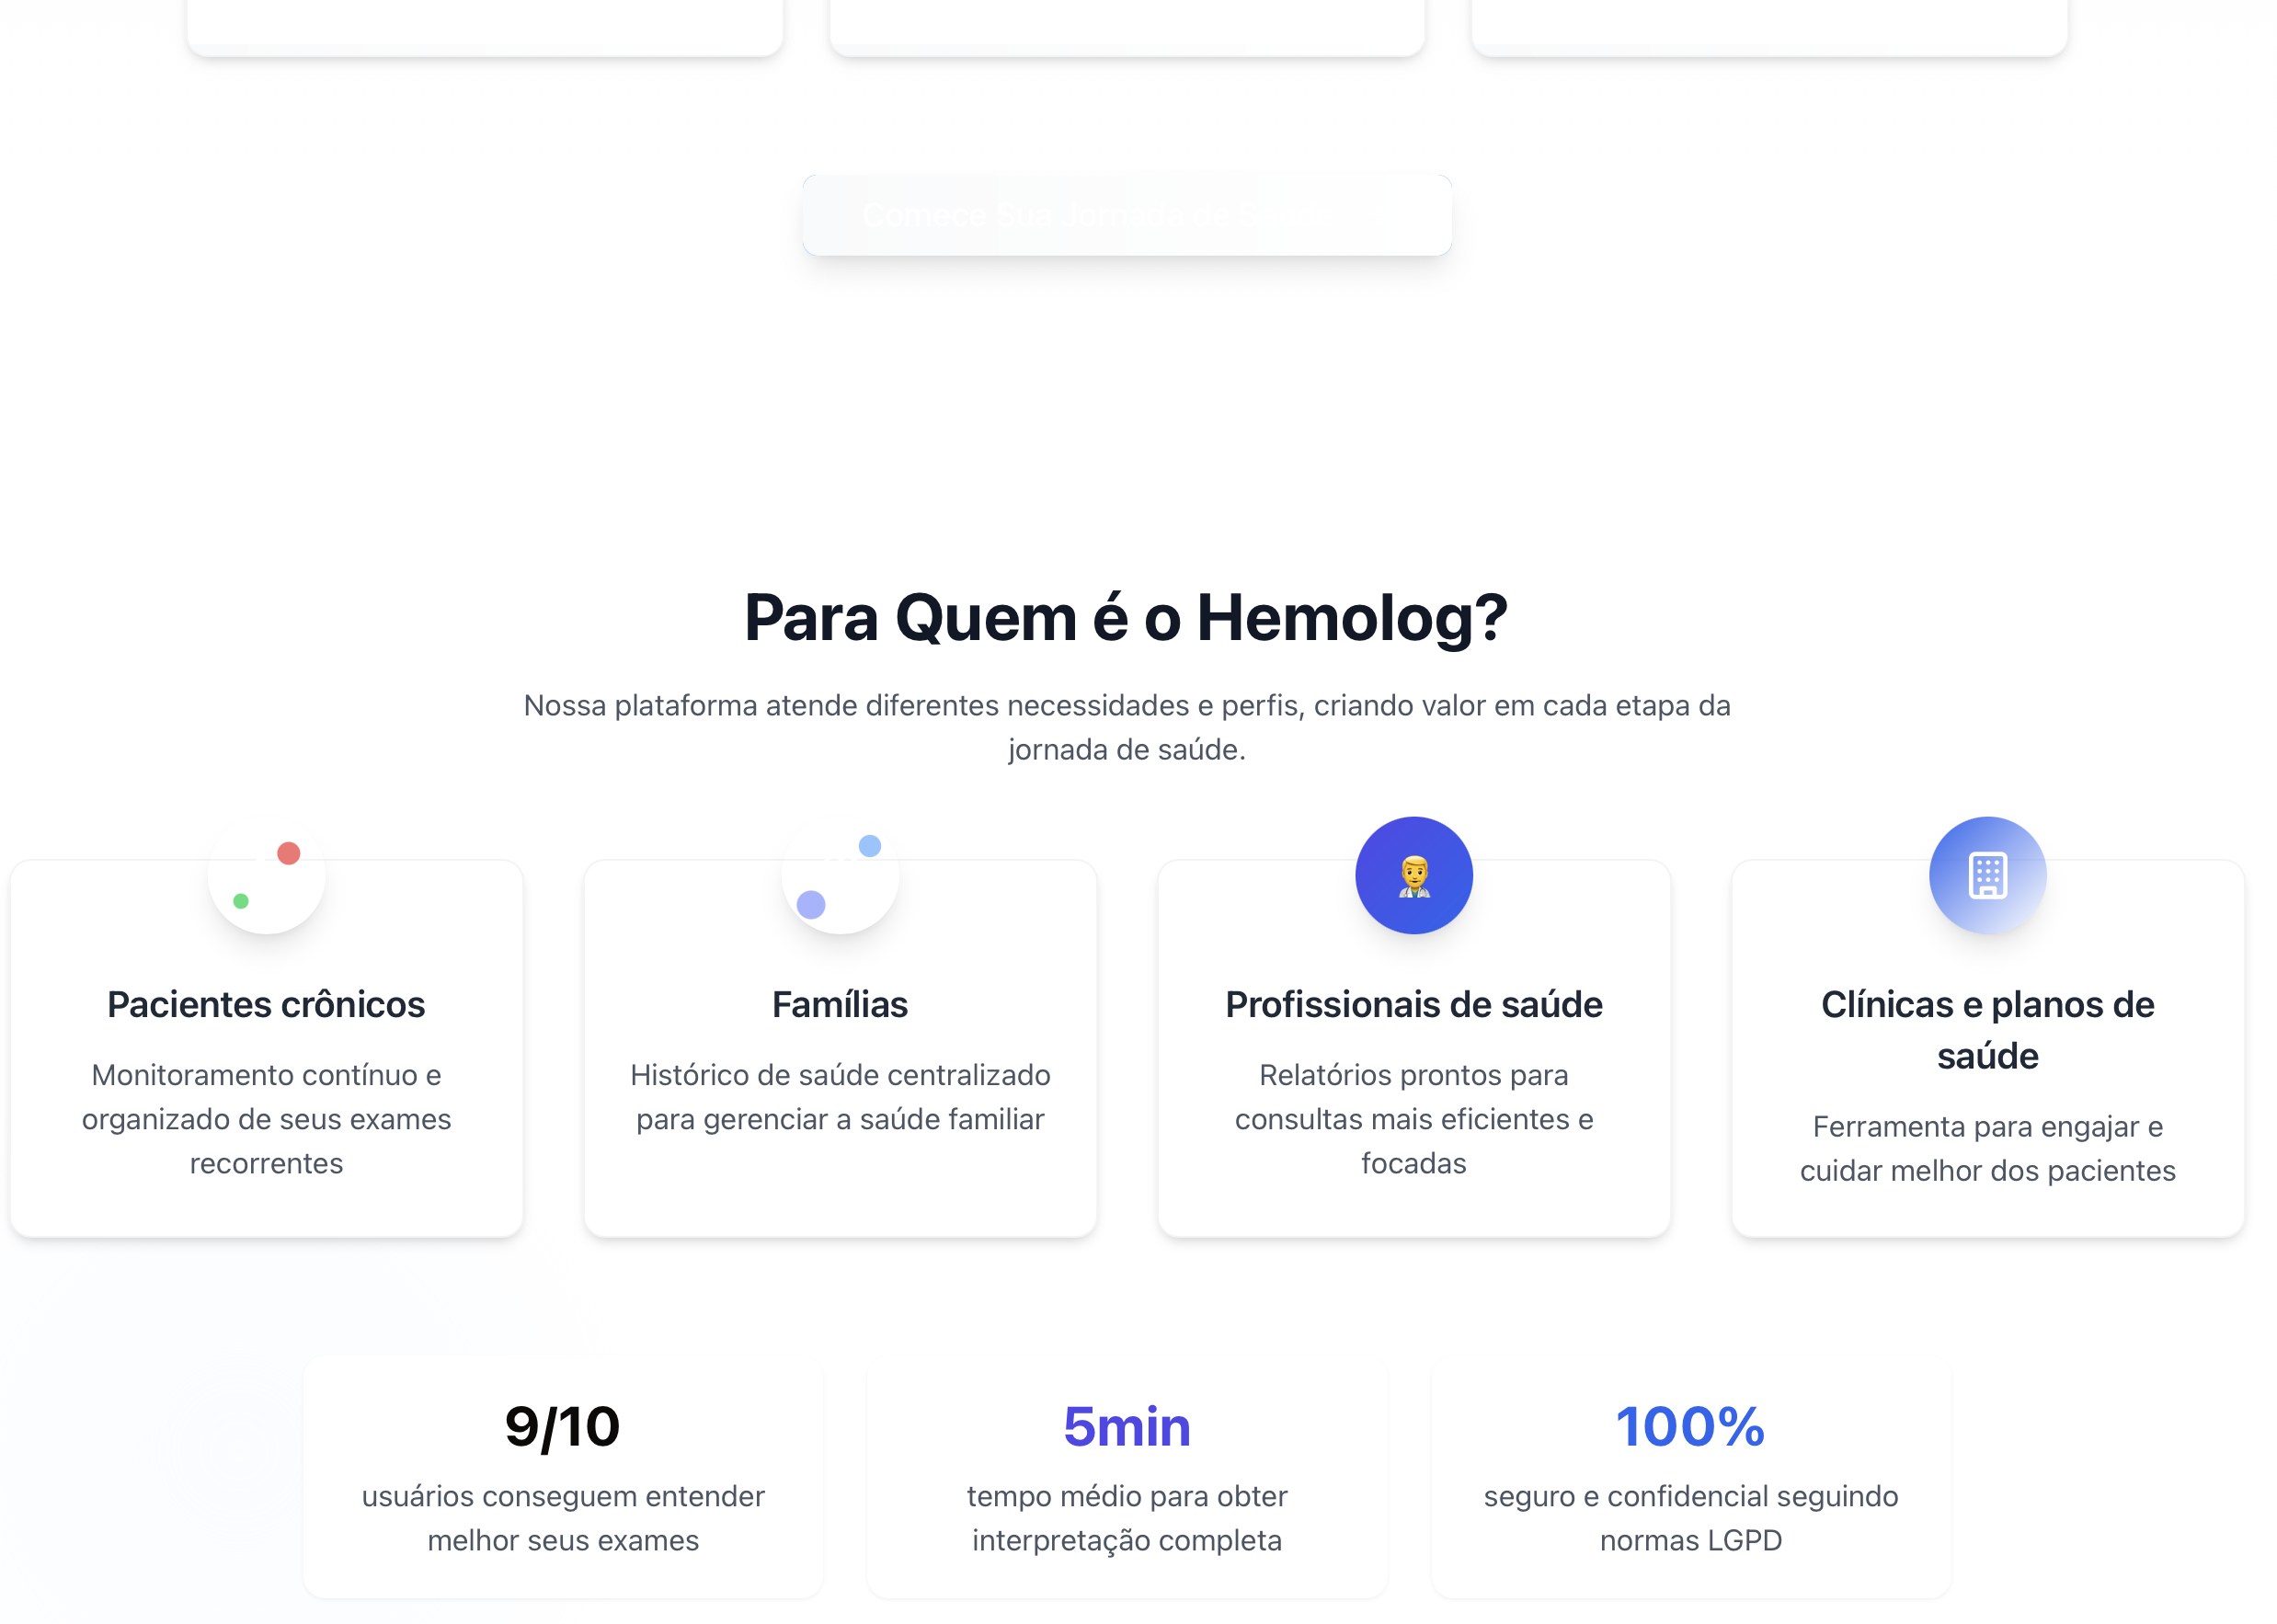 Comece Sua Jornada de S
Para Quem é o Hemolog?
Nossa plataforma atende diferentes necessidades e perfis, criando valor em cada etapa da
jornada de saúde.
Pacientes crônicos
Monitoramento contínuo e
organizado de seus exames
recorrentes
Famílias
Histórico de saúde centralizado
para gerenciar a saúde familiar
Profissionais de saúde
Relatórios prontos para
consultas mais eficientes e
focadas
Clínicas e planos de
saúde
Ferramenta para engajar e
cuidar melhor dos pacientes
9/10
usuários conseguem entender
melhor seus exames
5min
tempo médio para obter
interpretação completa
100%
seguro e confidencial seguindo
normas LGPD